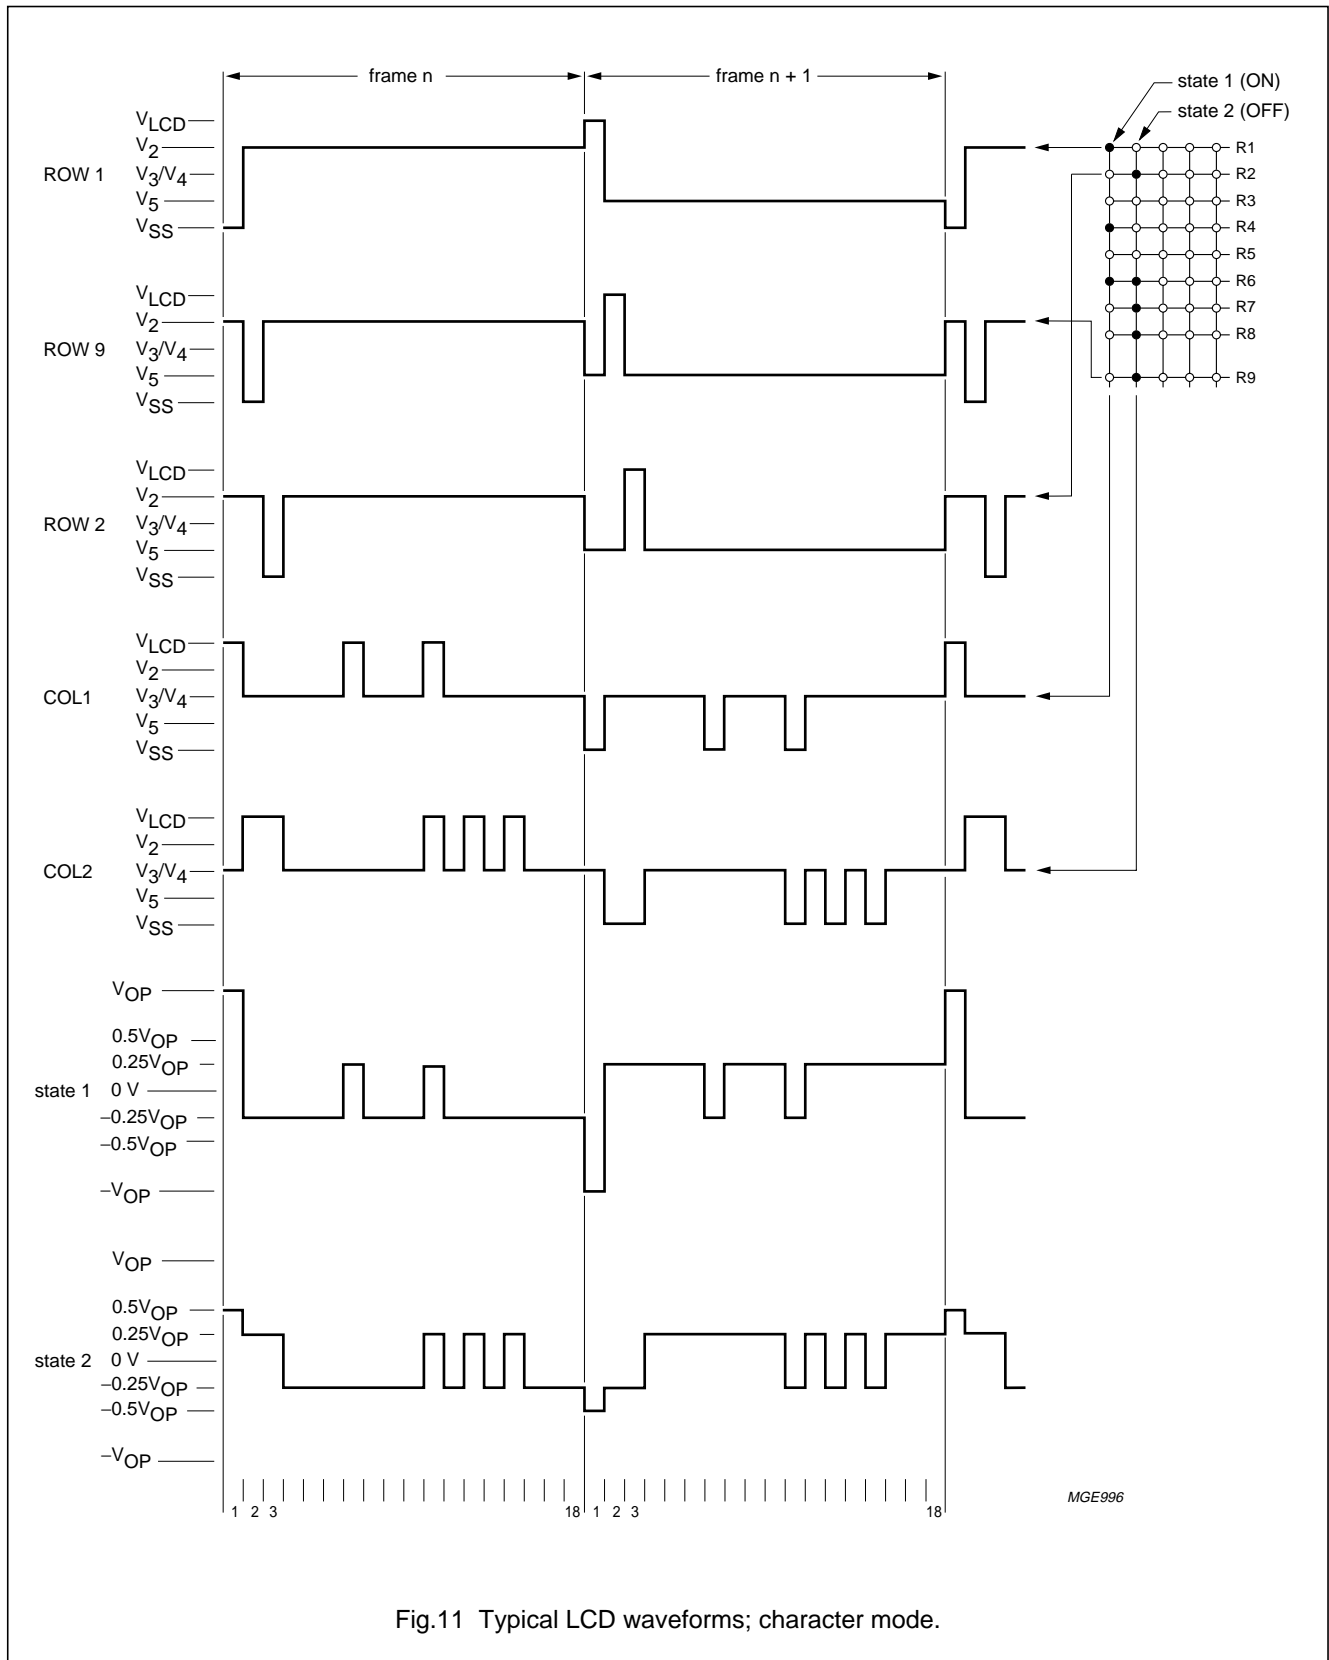 frame n
frame n + 1
state 1 (ON)
state 2 (OFF)
ROW 1
VLCD
V2
V3/V4
V5
VSS
R1
R2
R3
R4
R5
R6
R7
R8
R9
ROW 9
VLCD
V2
V3/V4
V5
VSS
ROW 2
VLCD
V2
V3/V4
V5
VSS
COL1
VLCD
V2
V3/V4
V5
VSS
COL2
VLCD
V2
V3/V4
V5
VSS
state 1
VOP
0.5VOP
0.25VOP
0 V
−0.25VOP
−0.5VOP
−VOP
state 2
VOP
0.5VOP
0.25VOP
0 V
−0.25VOP
−0.5VOP
−VOP
1 2 3 18 1 2 3 18
MGE996
Fig.11 Typical LCD waveforms; character mode.